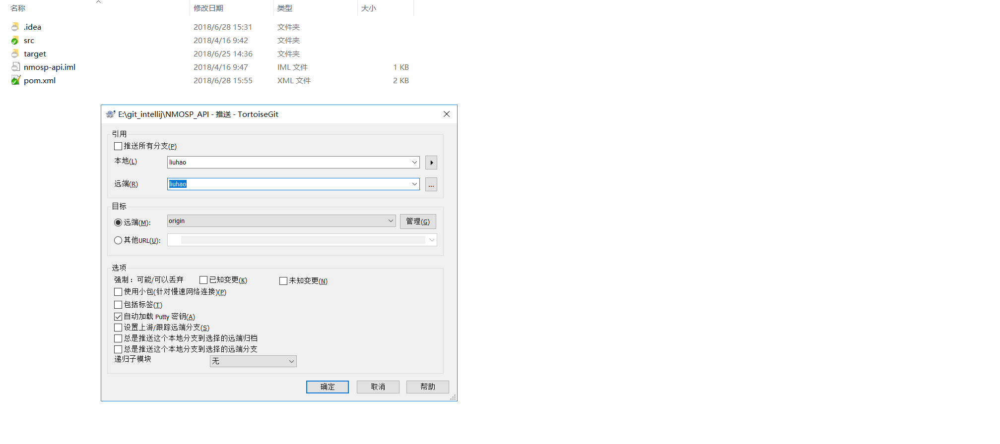 名称 修改日期 类型 大小
.idea 2018/6/28 15:31 文件夹
src 2018/4/16 9:42 文件夹
target 2018/6/25 14:36 文件夹
nmosp-api.iml 2018/4/16 9:47 IML 文件 1 KB
pom.xml 2018/6/28 15:55 XML 文件 2 KB
E:\git_intellij\NMOSP_API - 推送 - TortoiseGit
引用
推送所有分支(P)
本地(L) liuhao
远端(R) liuhao ...
目标
远端(M): origin 管理(G)
其他URL(U):
选项
强制：可能/可以丢弃 已知变更(K) 未知变更(N)
使用小包(针对慢速网络连接)(P)
包括标签(T)
自动加载 Putty 密钥(A)
设置上游/跟踪远端分支(S)
总是推送这个本地分支到选择的远端归档
总是推送这个本地分支到选择的远端分支
递归子模块 无
确定 取消 帮助